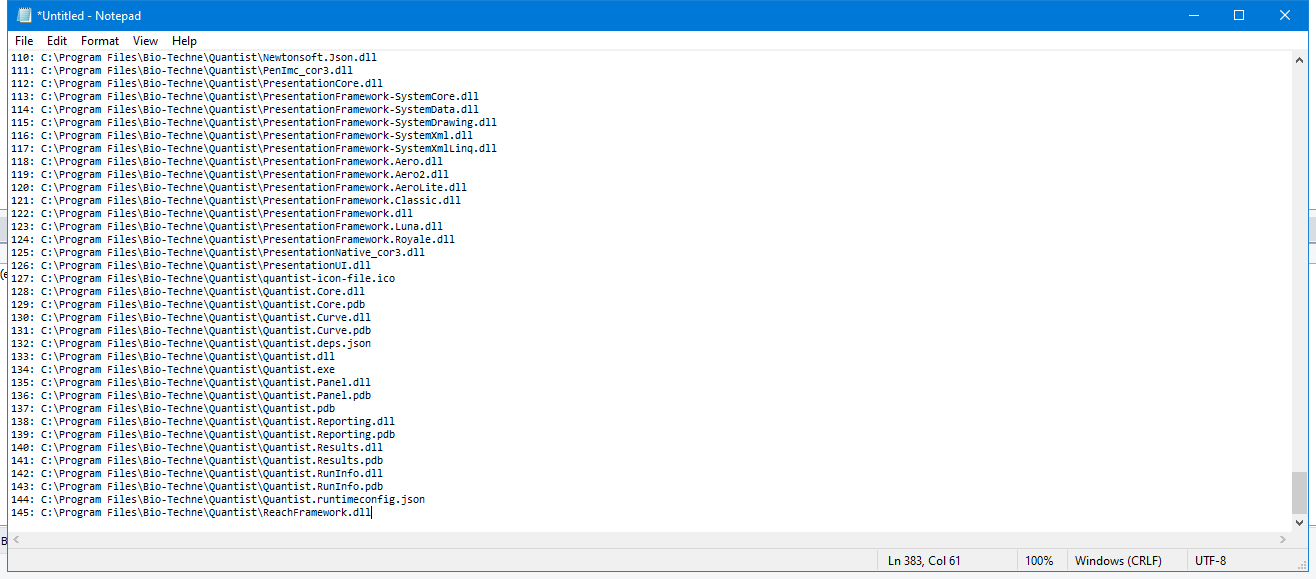 *Untitled - Notepad
File Edit Format View Help
110: C:\Program Files\Bio-Techne\Quantist\Newtonsoft.Json.dll
111: C:\Program Files\Bio-Techne\Quantist\PenImc_cor3.dll
112: C:\Program Files\Bio-Techne\Quantist\PresentationCore.dll
113: C:\Program Files\Bio-Techne\Quantist\PresentationFramework-SystemCore.dll
114: C:\Program Files\Bio-Techne\Quantist\PresentationFramework-SystemData.dll
115: C:\Program Files\Bio-Techne\Quantist\PresentationFramework-SystemDrawing.dll
116: C:\Program Files\Bio-Techne\Quantist\PresentationFramework-SystemXml.dll
117: C:\Program Files\Bio-Techne\Quantist\PresentationFramework-SystemXmlLinq.dll
118: C:\Program Files\Bio-Techne\Quantist\PresentationFramework.Aero.dll
119: C:\Program Files\Bio-Techne\Quantist\PresentationFramework.Aero2.dll
120: C:\Program Files\Bio-Techne\Quantist\PresentationFramework.AeroLite.dll
121: C:\Program Files\Bio-Techne\Quantist\PresentationFramework.Classic.dll
122: C:\Program Files\Bio-Techne\Quantist\PresentationFramework.dll
123: C:\Program Files\Bio-Techne\Quantist\PresentationFramework.Luna.dll
124: C:\Program Files\Bio-Techne\Quantist\PresentationFramework.Royale.dll
125: C:\Program Files\Bio-Techne\Quantist\PresentationNative_cor3.dll
126: C:\Program Files\Bio-Techne\Quantist\PresentationUI.dll
127: C:\Program Files\Bio-Techne\Quantist\quantist-icon-file.ico
128: C:\Program Files\Bio-Techne\Quantist\Quantist.Core.dll
129: C:\Program Files\Bio-Techne\Quantist\Quantist.Core.pdb
130: C:\Program Files\Bio-Techne\Quantist\Quantist.Curve.dll
131: C:\Program Files\Bio-Techne\Quantist\Quantist.Curve.pdb
132: C:\Program Files\Bio-Techne\Quantist\Quantist.deps.json
133: C:\Program Files\Bio-Techne\Quantist\Quantist.dll
134: C:\Program Files\Bio-Techne\Quantist\Quantist.exe
135: C:\Program Files\Bio-Techne\Quantist\Quantist.Panel.dll
136: C:\Program Files\Bio-Techne\Quantist\Quantist.Panel.pdb
137: C:\Program Files\Bio-Techne\Quantist\Quantist.pdb
138: C:\Program Files\Bio-Techne\Quantist\Quantist.Reporting.dll
139: C:\Program Files\Bio-Techne\Quantist\Quantist.Reporting.pdb
140: C:\Program Files\Bio-Techne\Quantist\Quantist.Results.dll
141: C:\Program Files\Bio-Techne\Quantist\Quantist.Results.pdb
142: C:\Program Files\Bio-Techne\Quantist\Quantist.RunInfo.dll
143: C:\Program Files\Bio-Techne\Quantist\Quantist.RunInfo.pdb
144: C:\Program Files\Bio-Techne\Quantist\Quantist.runtimeconfig.json
145: C:\Program Files\Bio-Techne\Quantist\ReachFramework.dll
Ln 383, Col 61 100% Windows (CRLF) UTF-8